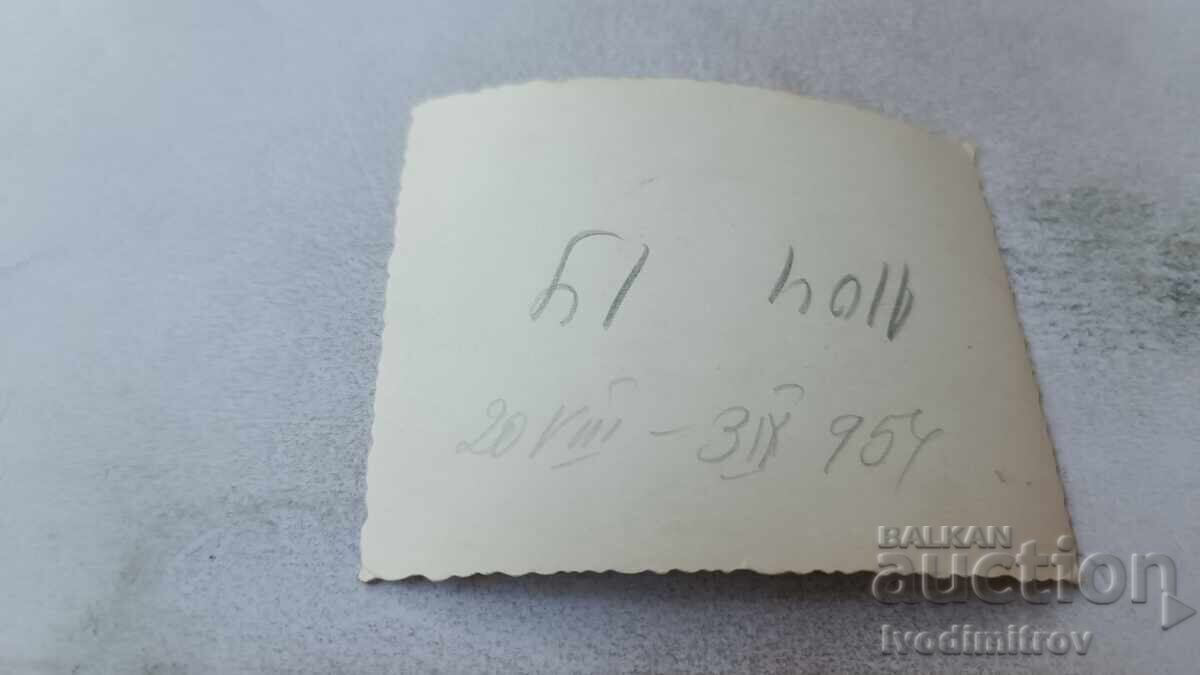 20 VIII – 3 IX 954
BALKAN
auction
Ivodimitrov